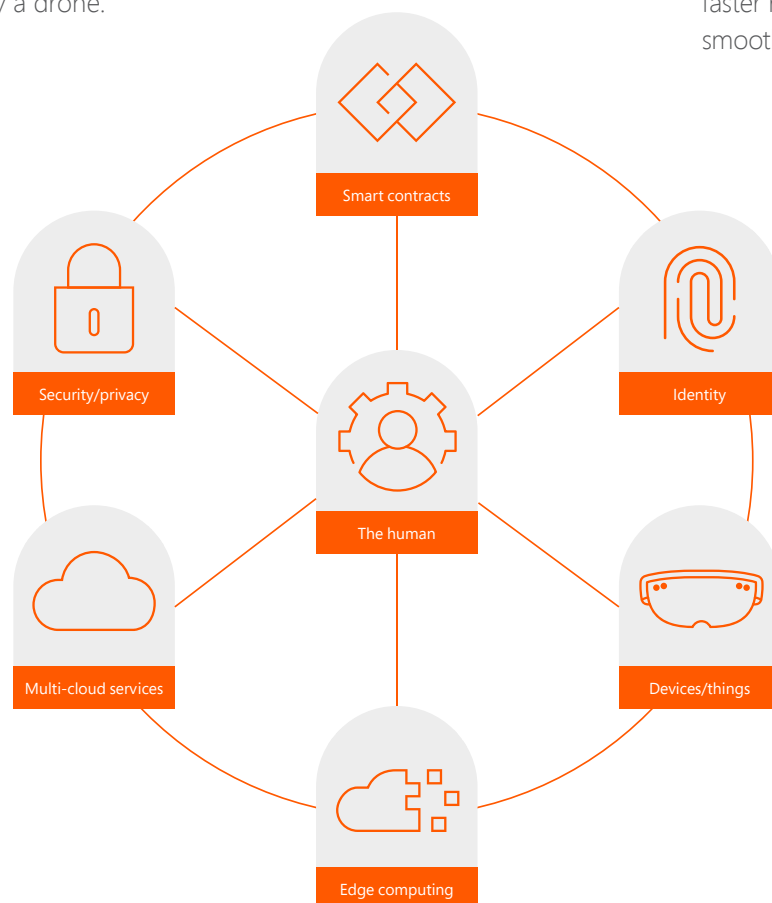 y a drone.
faster
smoot
Smart contracts
Security/privacy
Identity
The human
Multi-cloud services
Devices/things
Edge computing